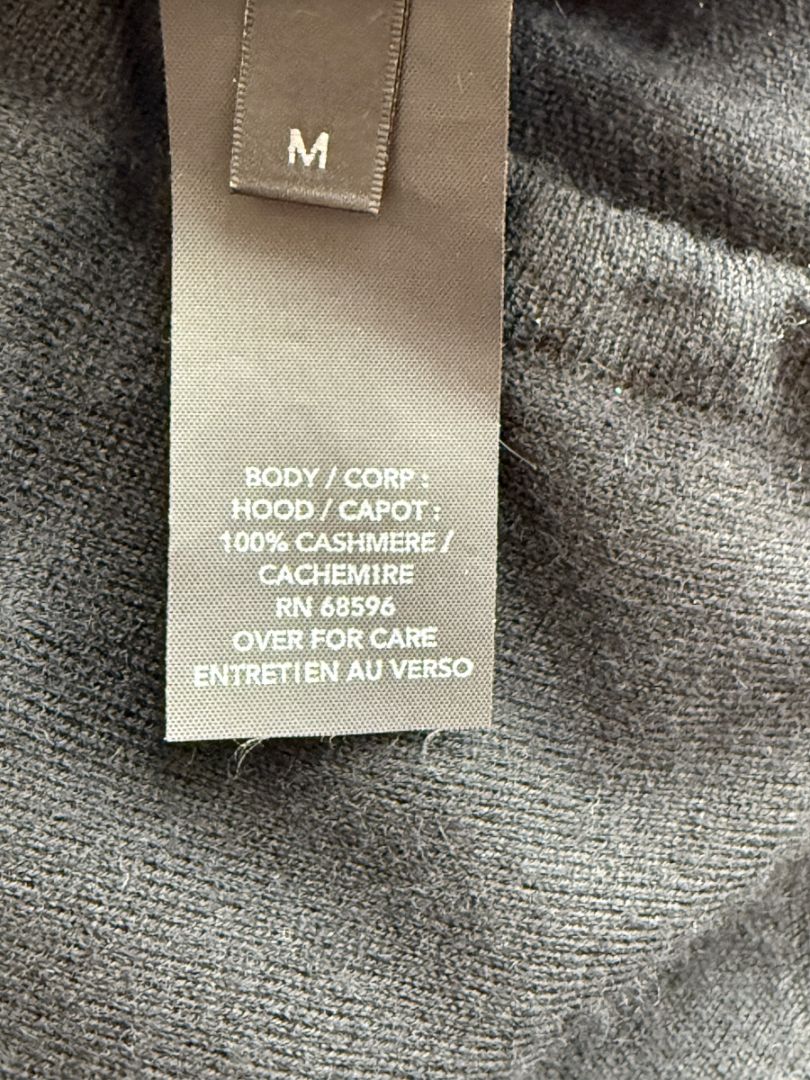 M
BODY / CORP :
HOOD / CAPOT :
100% CASHMERE /
CACHEMIRE
RN 68596
OVER FOR CARE
ENTRETIEN AU VERSO